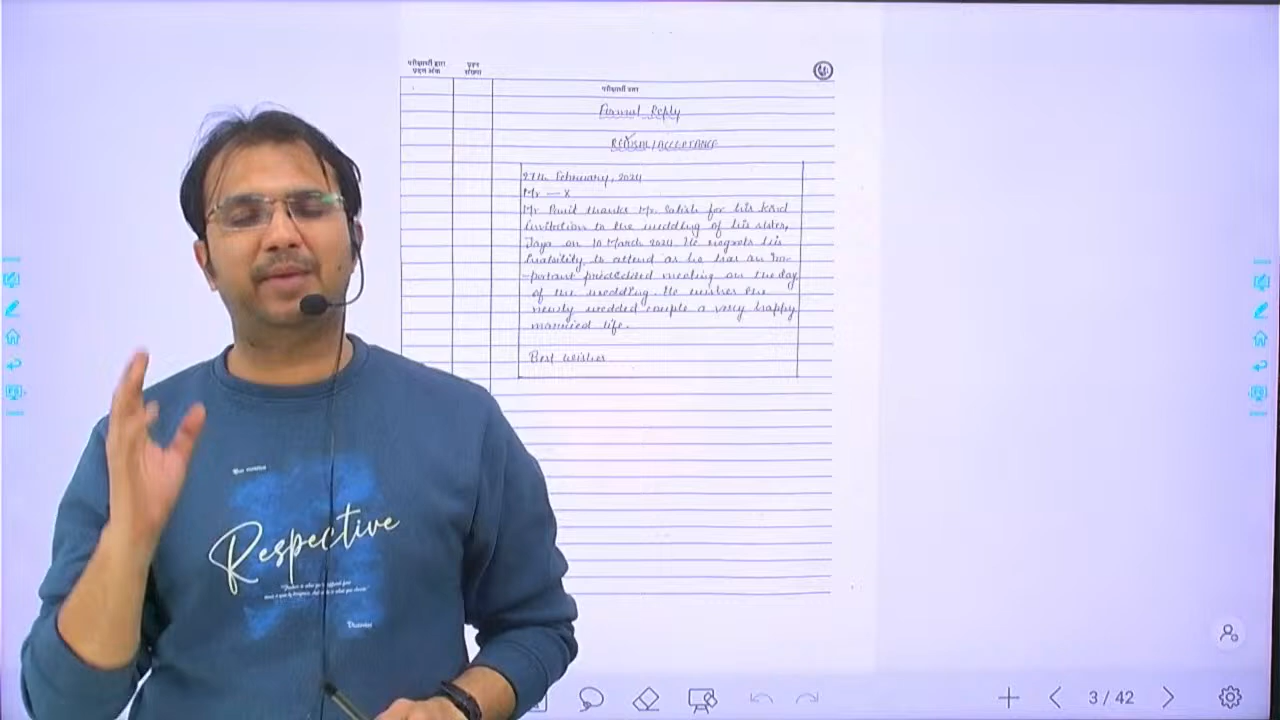 परीक्षार्थी द्वारा
प्रदत्त अंक
प्रश्न
संख्या
परीक्षार्थी उत्तर
Formal Reply
REFUSAL/ACCEPTANCE
27th February, 2024
Mr — X
Mr Punit thanks Mr. Satish for his kind
invitation to the wedding of his sister,
Jaya on 10 March 2024. He regrets his
inability to attend as he has an im-
-portant predecided meeting on the day
of the wedding. He wishes the
newly wedded couple a very happy
married life.
Best wishes
Respective
3 / 42